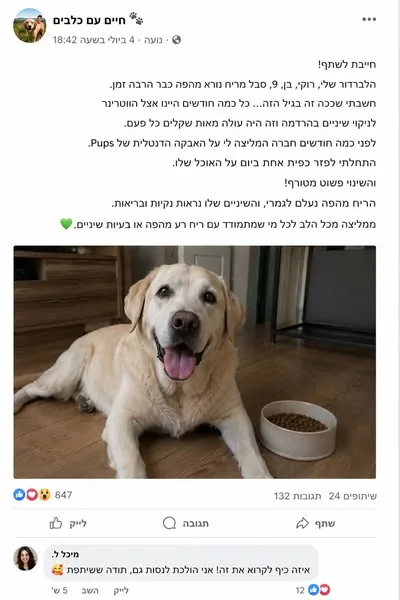 חיים עם כלבים 🐾
נועה · 4 ביולי בשעה 18:42
חייבת לשתף!
הלברדור שלי, רוקי, בן, 9, סבל מריח נורא מהפה כבר הרבה זמן.
חשבתי שככה זה בגיל הזה... כל כמה חודשים היינו אצל הווטרינר
לניקוי שיניים בהרדמה וזה היה עולה מאות שקלים כל פעם.
לפני כמה חודשים חברה המליצה לי על האבקה הדנטלית של Pups.
התחלתי לפזר כפית אחת ביום על האוכל שלו.
והשינוי פשוט מטורף!
הריח מהפה נעלם לגמרי, והשיניים שלו נראות נקיות ובריאות.
ממליצה מכל הלב לכל מי שמתמודד עם ריח רע מהפה או בעיות שיניים. 💚
847
132 תגובות 24 שיתופים
לייק
תגובה
שתף
מיכל ל.
איזה כיף לקרוא את זה! אני הולכת לנסות גם, תודה ששיתפת 🥰
לייק השב 5 ש'
12